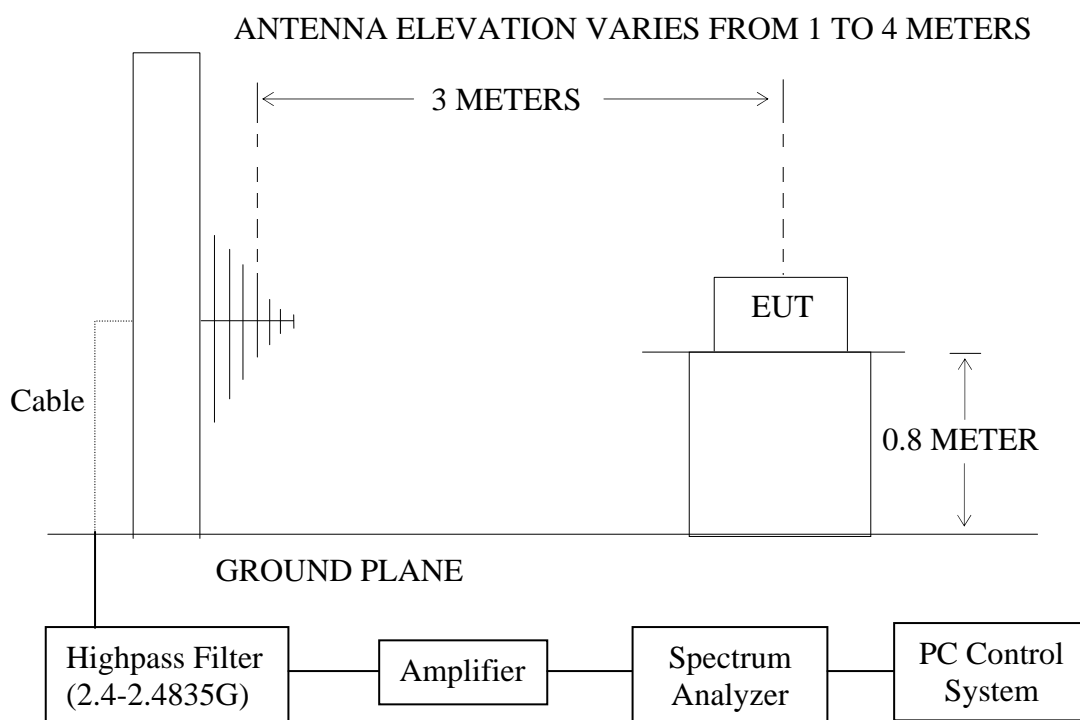 ANTENNA ELEVATION VARIES FROM 1 TO 4 METERS
3 METERS
EUT
Cable
0.8 METER
GROUND PLANE
Highpass Filter
(2.4-2.4835G)
Amplifier
Spectrum
Analyzer
PC Control
System